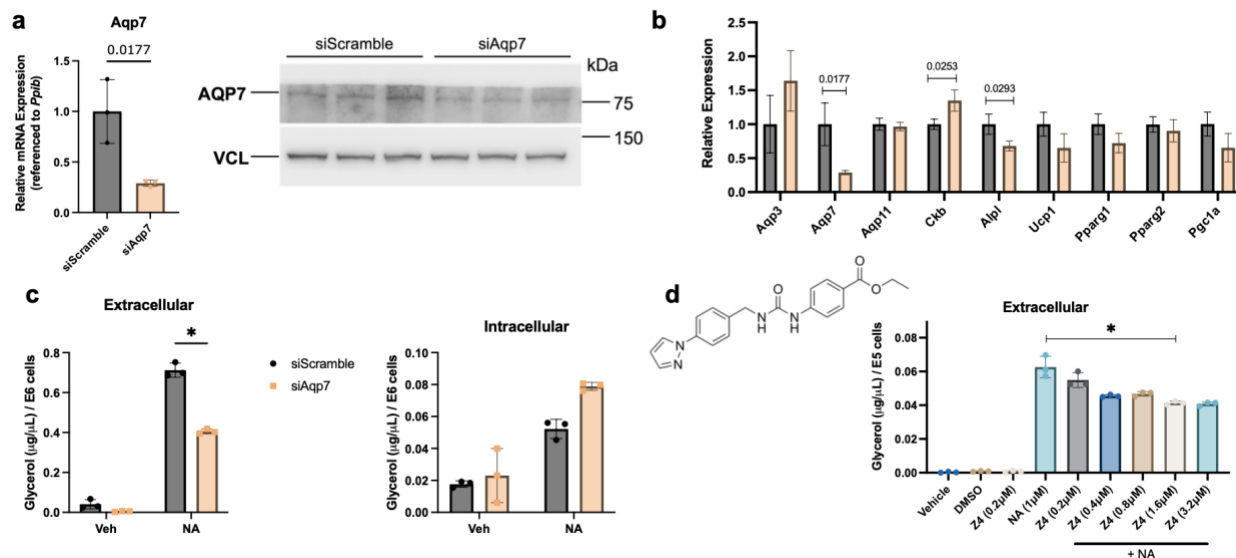 a
Aqp7
0.0177
Relative mRNA Expression
(referenced to Ppib)
1.5
1.0
0.5
0.0
siScramble
siAqp7
siScramble
siAqp7
kDa
AQP7
75
150
VCL
b
Relative Expression
2.5
2.0
1.5
1.0
0.5
0.0
0.0177
0.0253
0.0293
Aqp3
Aqp7
Aqp11
Ckb
Alpl
Ucp1
Pparg1
Pparg2
Pgc1a
c
Extracellular
*
Glycerol (µg/µL) / E6 cells
0.8
0.6
0.4
0.2
0.0
Veh
NA
siScramble
siAqp7
Intracellular
Glycerol (µg/µL) / E6 cells
0.10
0.08
0.06
0.04
0.02
0.00
Veh
NA
d
O
O
N
H
N
H
O
N
N
Extracellular
*
Glycerol (µg/µL) / E5 cells
0.08
0.06
0.04
0.02
0.00
Vehicle
DMSO
Z4 (0.2µM)
NA (1µM)
Z4 (0.2µM)
Z4 (0.4µM)
Z4 (0.8µM)
Z4 (1.6µM)
Z4 (3.2µM)
+ NA